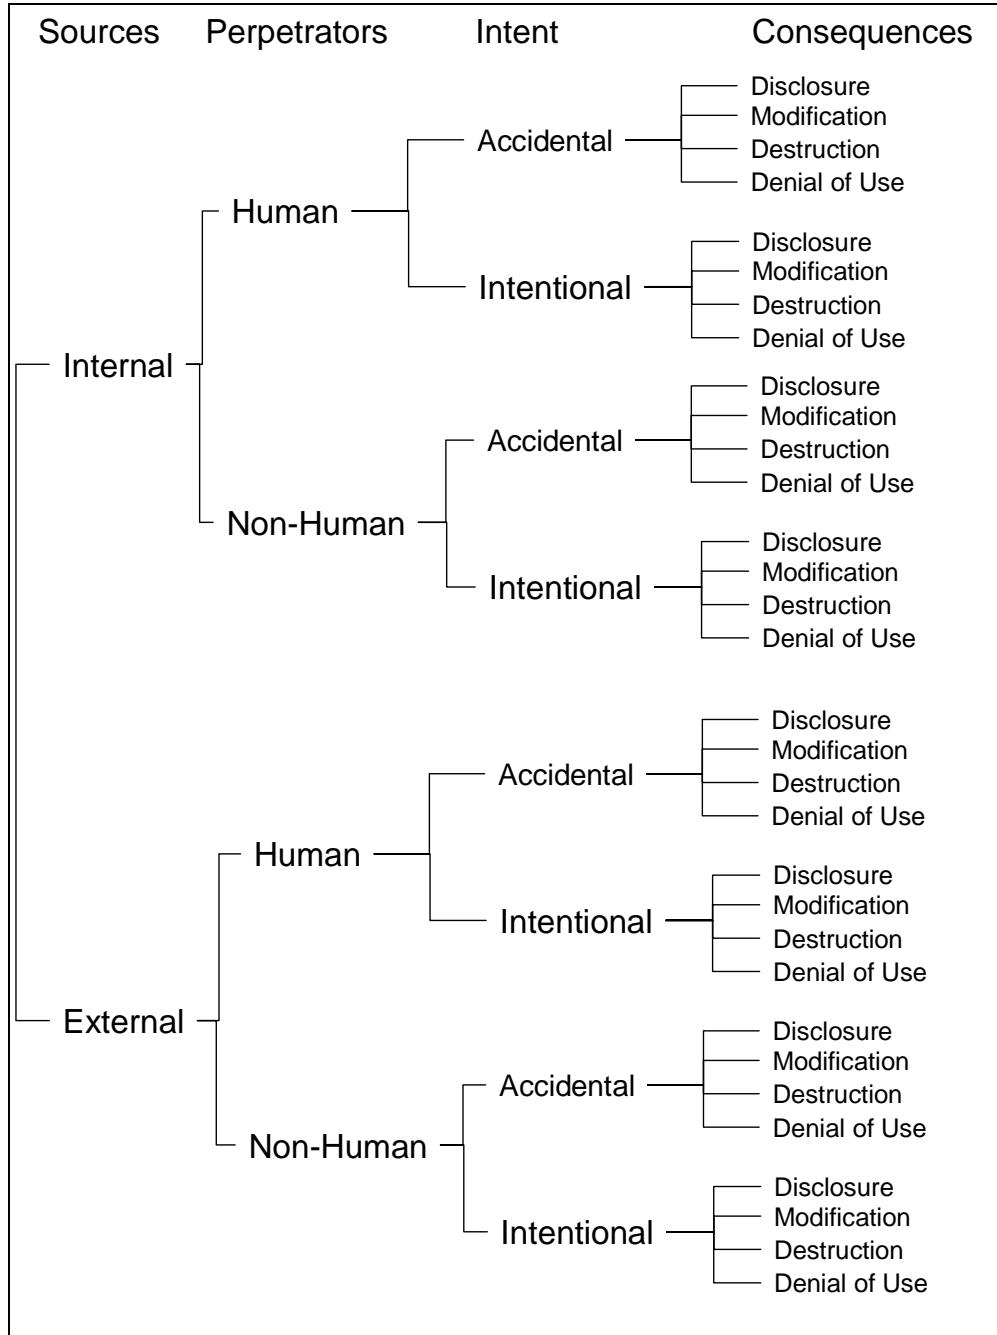 Sources Perpetrators Intent Consequences
Disclosure
Modification
Accidental
Destruction
Denial of Use
Human
Disclosure
Modification
Intentional
Destruction
Denial of Use
Internal
Disclosure
Modification
Accidental
Destruction
Denial of Use
Non-Human
Disclosure
Modification
Intentional
Destruction
Denial of Use
Disclosure
Modification
Accidental
Destruction
Denial of Use
Human
Disclosure
Modification
Intentional
Destruction
Denial of Use
External
Disclosure
Modification
Accidental
Destruction
Denial of Use
Non-Human
Disclosure
Modification
Intentional
Destruction
Denial of Use